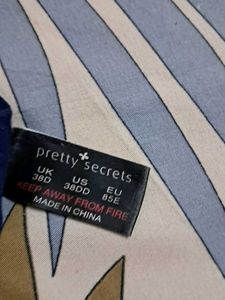 pretty secrets
UK US EU
38D 38DD 85E
KEEP AWAY FROM FIRE
MADE IN CHINA